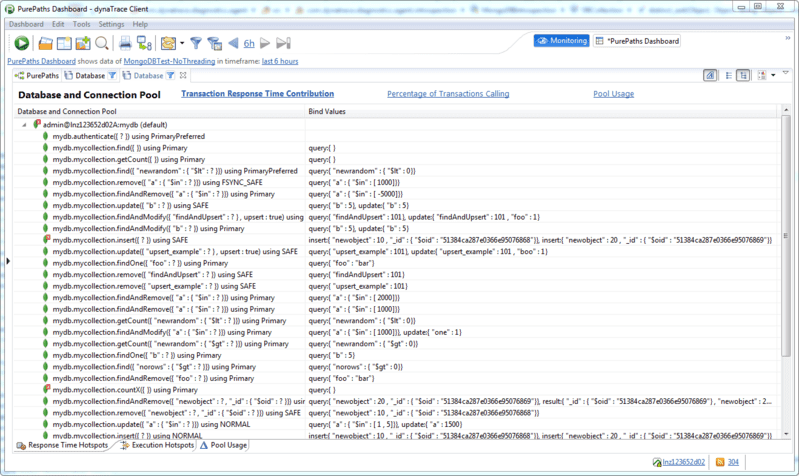 PurePaths Dashboard - dynaTrace Client
Dashboard Edit Tools Settings Help
6h
Monitoring *PurePaths Dashboard
PurePaths Dashboard shows data of MongoDBTest-NoThreading in timeframe: last 6 hours
PurePaths Database Database
Database and Connection Pool Transaction Response Time Contribution Percentage of Transactions Calling Pool Usage
Database and Connection Pool Bind Values
admin@lnz123652d02A:mydb (default)
mydb.authenticate({ ? }) using PrimaryPreferred
mydb.mycollection.find({ }) using Primary query:{ }
mydb.mycollection.getCount({ }) using Primary query:{ }
mydb.mycollection.find({ "newrandom" : { "$lt" : ? }}) using PrimaryPreferred query:{ "newrandom" : { "$lt" : 0}}
mydb.mycollection.remove({ "a" : { "$in" : ? }}) using FSYNC_SAFE query:{ "a" : { "$in" : [ 1000]}}
mydb.mycollection.findAndRemove({ "a" : { "$in" : ? }}) using Primary query:{ "a" : { "$in" : [ -5000]}}
mydb.mycollection.update({ "b" : ? }) using SAFE query:{ "b" : 5}, update:{ "b" : 5}
mydb.mycollection.findAndModify({ "findAndUpsert" : ? } , upsert : true) using query:{ "findAndUpsert" : 101}, update:{ "findAndUpsert" : 101 , "foo" : 1}
mydb.mycollection.findAndModify({ "b" : ? }) using Primary query:{ "b" : 5}, update:{ "b" : 5}
mydb.mycollection.insert({ ? }) using SAFE insert:{ "newobject" : 10 , "_id" : { "$oid" : "51384ca287e0366e95076868"}}, insert:{ "newobject" : 20 , "_id" : { "$oid" : "51384ca287e0366e95076869"}}
mydb.mycollection.update({ "upsert_example" : ? } , upsert : true) using SAFE query:{ "upsert_example" : 101}, update:{ "upsert_example" : 101 , "boo" : 1}
mydb.mycollection.findOne({ "foo" : ? }) using Primary query:{ "foo" : "bar"}
mydb.mycollection.remove({ "findAndUpsert" : ? }) using SAFE query:{ "findAndUpsert" : 101}
mydb.mycollection.remove({ "upsert_example" : ? }) using SAFE query:{ "upsert_example" : 101}
mydb.mycollection.findAndRemove({ "a" : { "$in" : ? }}) using Primary query:{ "a" : { "$in" : [ 2000]}}
mydb.mycollection.findAndRemove({ "a" : { "$in" : ? }}) using Primary query:{ "a" : { "$in" : [ 1000]}}
mydb.mycollection.getCount({ "newrandom" : { "$lt" : ? }}) using Primary query:{ "newrandom" : { "$lt" : 0}}
mydb.mycollection.findAndModify({ "a" : { "$in" : ? }}) using Primary query:{ "a" : { "$in" : [ 1000]}}, update:{ "one" : 1}
mydb.mycollection.getCount({ "newrandom" : { "$gt" : ? }}) using Primary query:{ "newrandom" : { "$gt" : 0}}
mydb.mycollection.findOne({ "b" : ? }) using Primary query:{ "b" : 5}
mydb.mycollection.find({ "norows" : { "$gt" : ? }}) using Primary query:{ "norows" : { "$gt" : 0}}
mydb.mycollection.findAndRemove({ "foo" : ? }) using Primary query:{ "foo" : "bar"}
mydb.mycollection.countX({ }) using Primary query:{ }
mydb.mycollection.findAndRemove({ "newobject" : ? , "_id" : { "$oid" : ? }}) usin query:{ "newobject" : 20 , "_id" : { "$oid" : "51384ca287e0366e95076869"}}, result:{ "_id" : { "$oid" : "51384ca287e0366e95076869"} , "newobject" : 2...
mydb.mycollection.remove({ "newobject" : ? , "_id" : { "$oid" : ? }}) using SAFE query:{ "newobject" : 10 , "_id" : { "$oid" : "51384ca287e0366e95076868"}}
mydb.mycollection.update({ "a" : { "$in" : ? }}) using NORMAL query:{ "a" : { "$in" : [ 1 , 5]}}, update:{ "a" : 1500}
mydb.mycollection.insert({ ? }) using NORMAL insert:{ "newobject" : 10 , "_id" : { "$oid" : "51384ca287e0366e95076868"}}, insert:{ "newobject" : 20 , "_id" : { "$oid" : "51384ca287e0366e95076869"}}
Response Time Hotspots Execution Hotspots Pool Usage
lnz123652d02 304